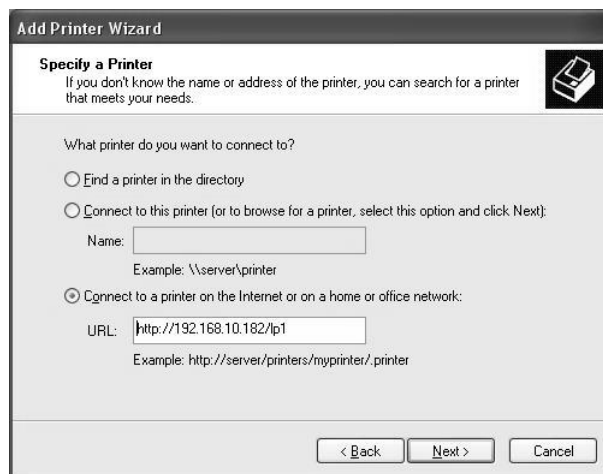 Add Printer Wizard
Specify a Printer
If you don't know the name or address of the printer, you can search for a printer
that meets your needs.
What printer do you want to connect to?
Find a printer in the directory
Connect to this printer (or to browse for a printer, select this option and click Next):
Name:
Example: \\server\printer
Connect to a printer on the Internet or on a home or office network:
URL: http://192.168.10.182/lp1
Example: http://server/printers/myprinter/.printer
< Back Next > Cancel